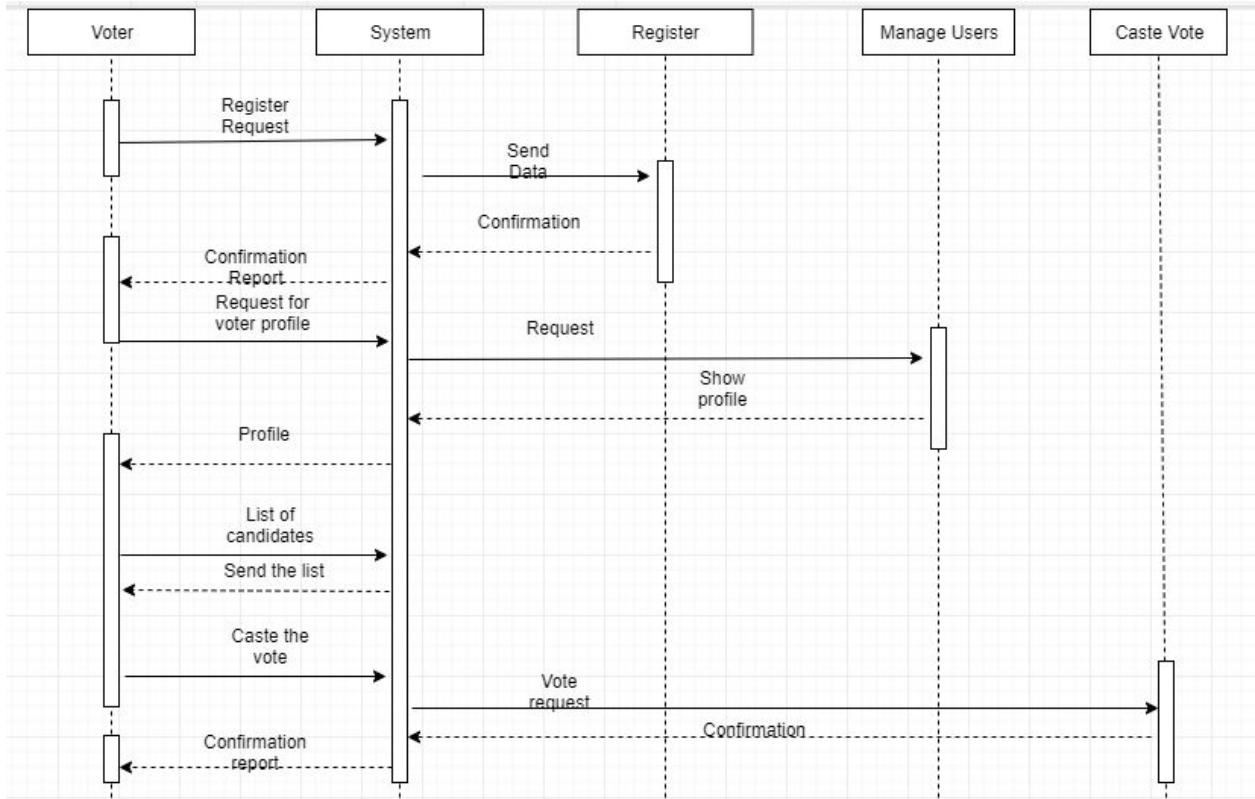 Voter
System
Register
Manage Users
Caste Vote
Register
Request
Send
Data
Confirmation
Confirmation
Report
Request for
voter profile
Request
Show
profile
Profile
List of
candidates
Send the list
Caste the
vote
Vote
request
Confirmation
Confirmation
report